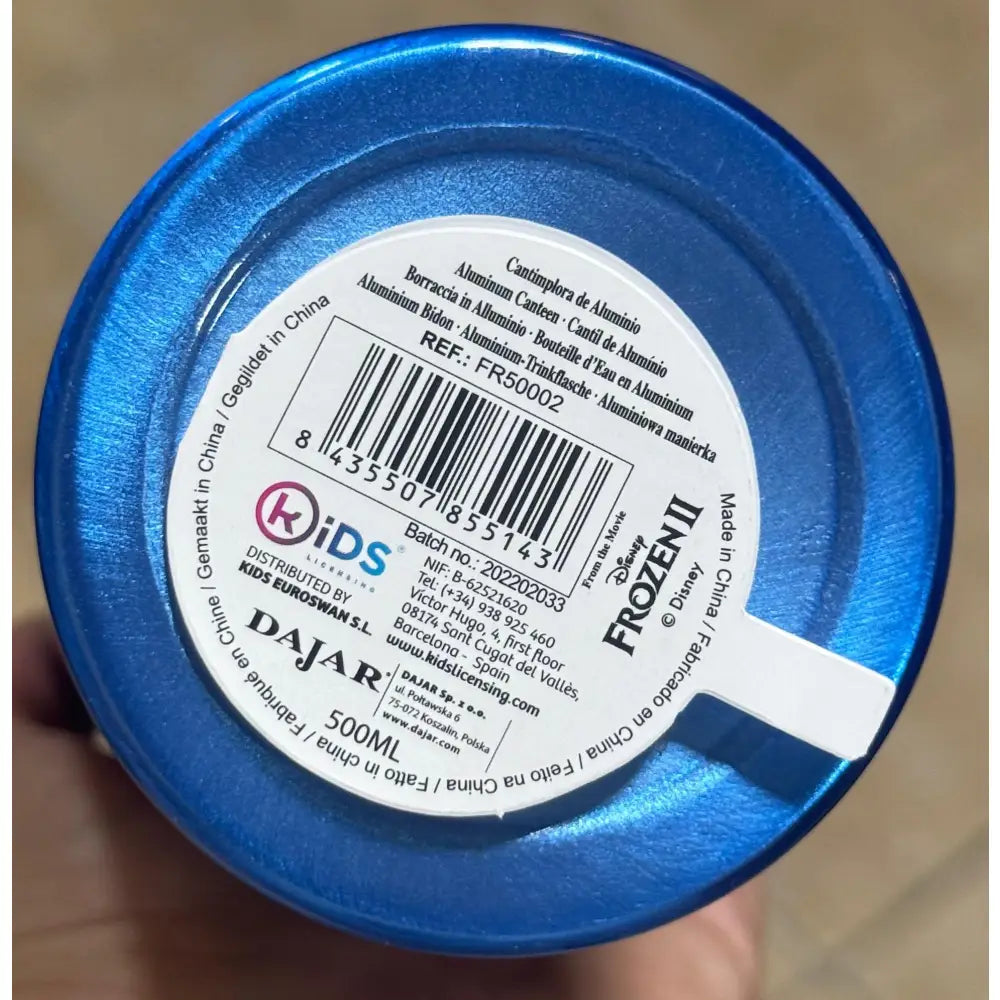 Cantimplora de Aluminio
Aluminum Canteen · Cantil de Alumínio
Borraccia in Alluminio · Bouteille d'Eau en Aluminium
Aluminium Bidon · Aluminium-Trinkflasche · Aluminiowa manierka
REF.: FR50002
8 435507 855143
KiDS®
LICENSING
DISTRIBUTED BY
KIDS EUROSWAN S.L.
Batch no.: 20220233
NIF: B-62521620
Tel: (+34) 938 925 460
Víctor Hugo, 4, first floor
08174 Sant Cugat del Vallès,
Barcelona - Spain
www.kidslicensing.com
From the Movie
DISNEY
FROZEN II
© Disney
DAJAR®
DAJAR Sp. z o.o.
ul. Połtawska 6
75-072 Koszalin, Polska
www.dajar.com
500ML
Made in China / Fabricado en China / Feito na China / Fatto in china / Fabriqué en Chine / Gemaakt in China / Gegildet in China